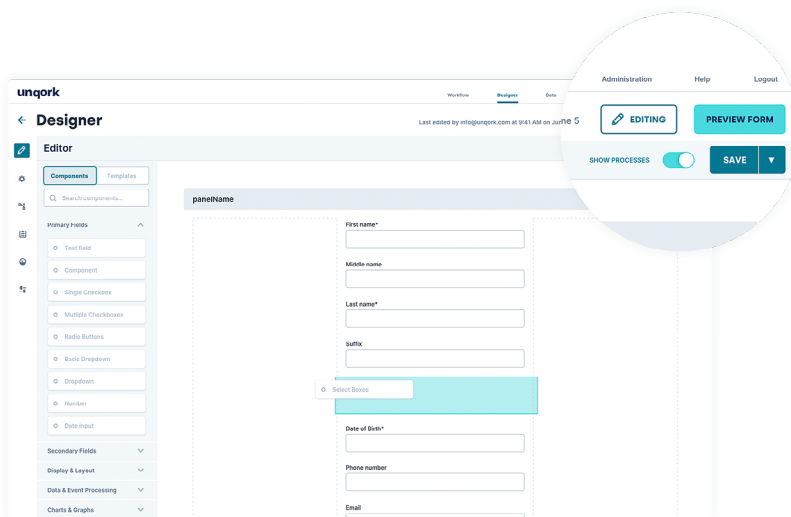 Administration Help Logout
unqork
Workflow Designer Data
Designer
Last edited by info@unqork.com at 9:41 AM on June 5
EDITING
PREVIEW FORM
Editor
SHOW PROCESSES
SAVE
Components
Templates
Search components...
panelName
Primary Fields
Text field
Component
Single Checkbox
Mutliple Checkboxes
Radio Buttons
Basic Dropdown
Dropdown
Number
Date Input
Secondary Fields
Display & Layout
Data & Event Processing
Charts & Graphs
First name*
Middle name
Last name*
Suffix
Select Boxes
Date of Birth*
Phone number
Email